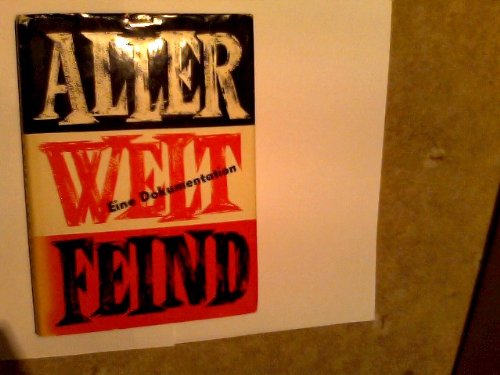 ALLER
WELT
Eine Dokumentation
FEIND